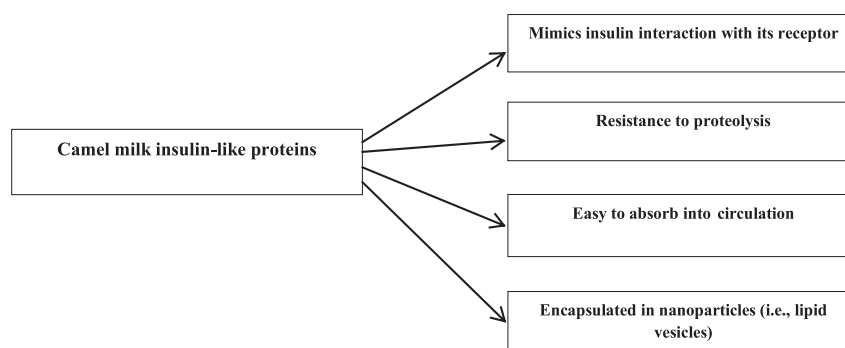 Mimics insulin interaction with its receptor
Resistance to proteolysis
Camel milk insulin-like proteins
Easy to absorb into circulation
Encapsulated in nanoparticles (i.e., lipid
vesicles)